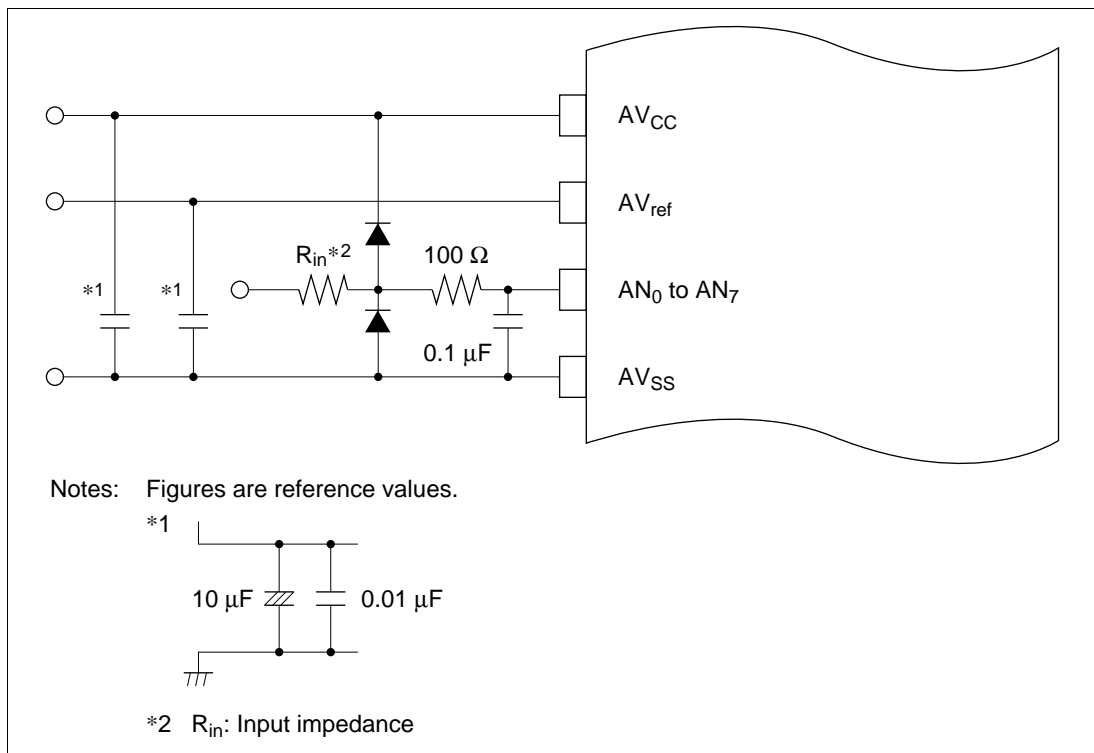 AVCC
AVref
Rin*2
100 Ω
*1
*1
AN0 to AN7
0.1 μF
AVSS
Notes: Figures are reference values.
*1
10 μF
0.01 μF
*2 Rin: Input impedance